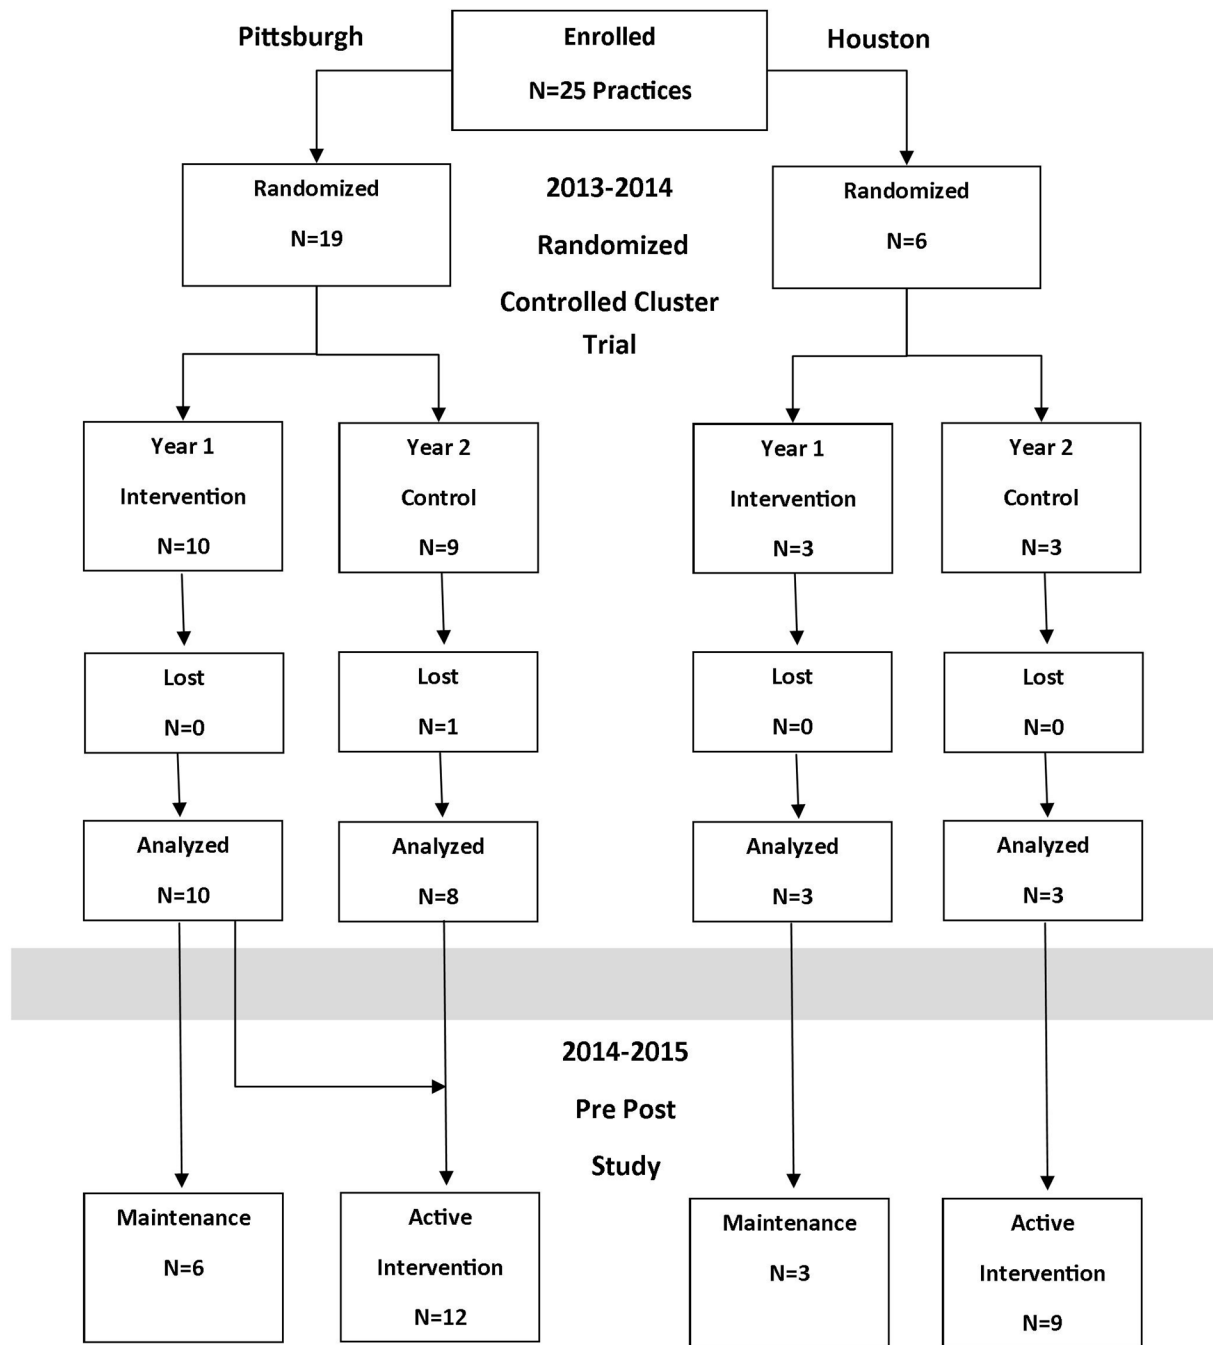 Pittsburgh
Enrolled
N=25 Practices
Houston
Randomized
N=19
2013-2014
Randomized
Controlled Cluster
Trial
Randomized
N=6
Year 1
Intervention
N=10
Year 2
Control
N=9
Year 1
Intervention
N=3
Year 2
Control
N=3
Lost
N=0
Lost
N=1
Lost
N=0
Lost
N=0
Analyzed
N=10
Analyzed
N=8
Analyzed
N=3
Analyzed
N=3
2014-2015
Pre Post
Study
Maintenance
N=6
Active
Intervention
N=12
Maintenance
N=3
Active
Intervention
N=9